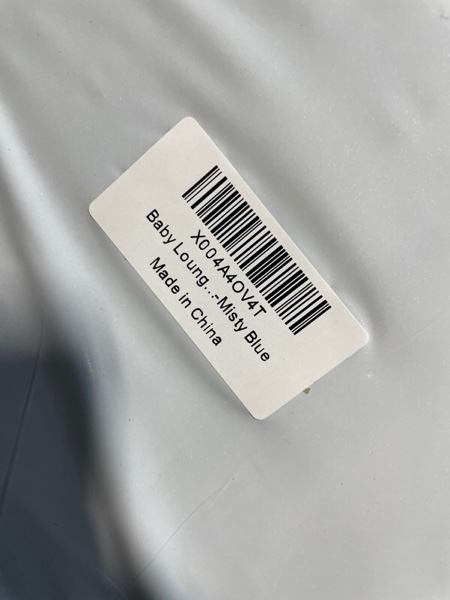 X004A4OV4T
Baby Loung...-Misty Blue
Made in China